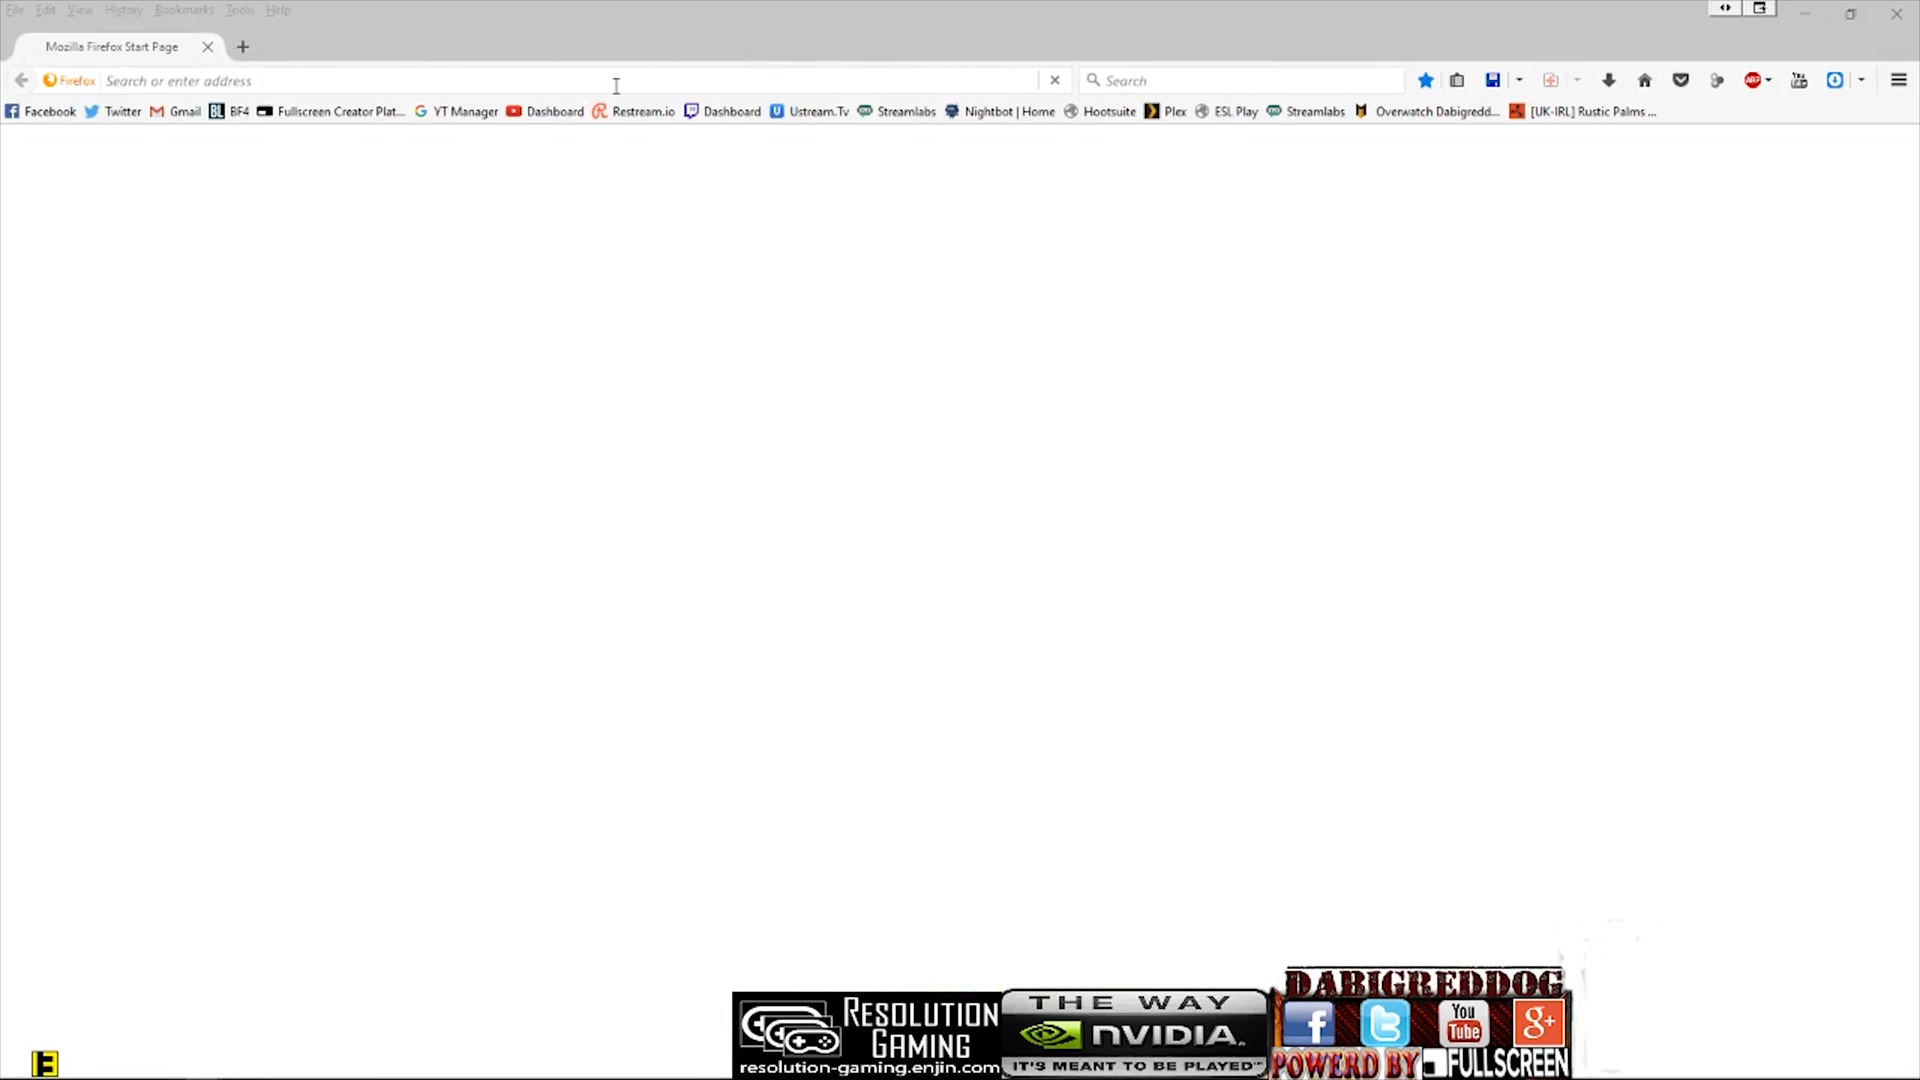 File Edit View History Bookmarks Tools Help
Mozilla Firefox Start Page
Firefox Search or enter address
Search
ABP
You
Facebook Twitter Gmail BL BF4 Fullscreen Creator Plat... YT Manager Dashboard Restream.io Dashboard Ustream.Tv Streamlabs Nightbot | Home Hootsuite Plex ESL Play Streamlabs Overwatch Dabigredd... [UK-IRL] Rustic Palms ...
DABIGREDDOG
RESOLUTION GAMING
resolution-gaming.enjin.com
THE WAY
NVIDIA.
IT'S MEANT TO BE PLAYED"
You Tube
g+
POWERD BY FULLSCREEN
E